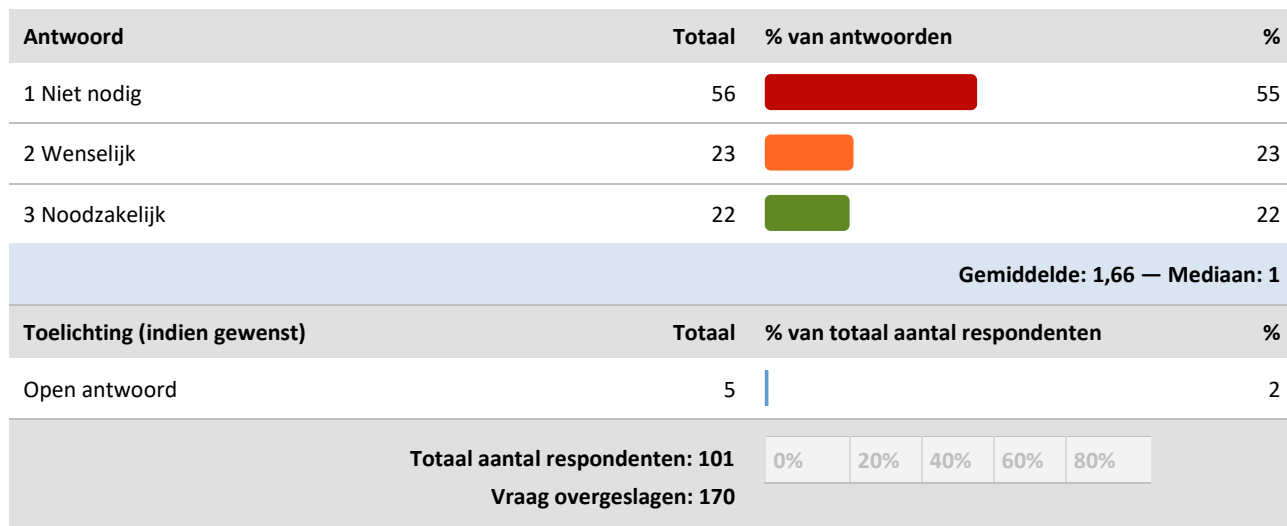 Antwoord Totaal % van antwoorden %
1 Niet nodig 56 55
2 Wenselijk 23 23
3 Noodzakelijk 22 22
Gemiddelde: 1,66 — Mediaan: 1
Toelichting (indien gewenst) Totaal % van totaal aantal respondenten %
Open antwoord 5 2
Totaal aantal respondenten: 101 0% 20% 40% 60% 80%
Vraag overgeslagen: 170